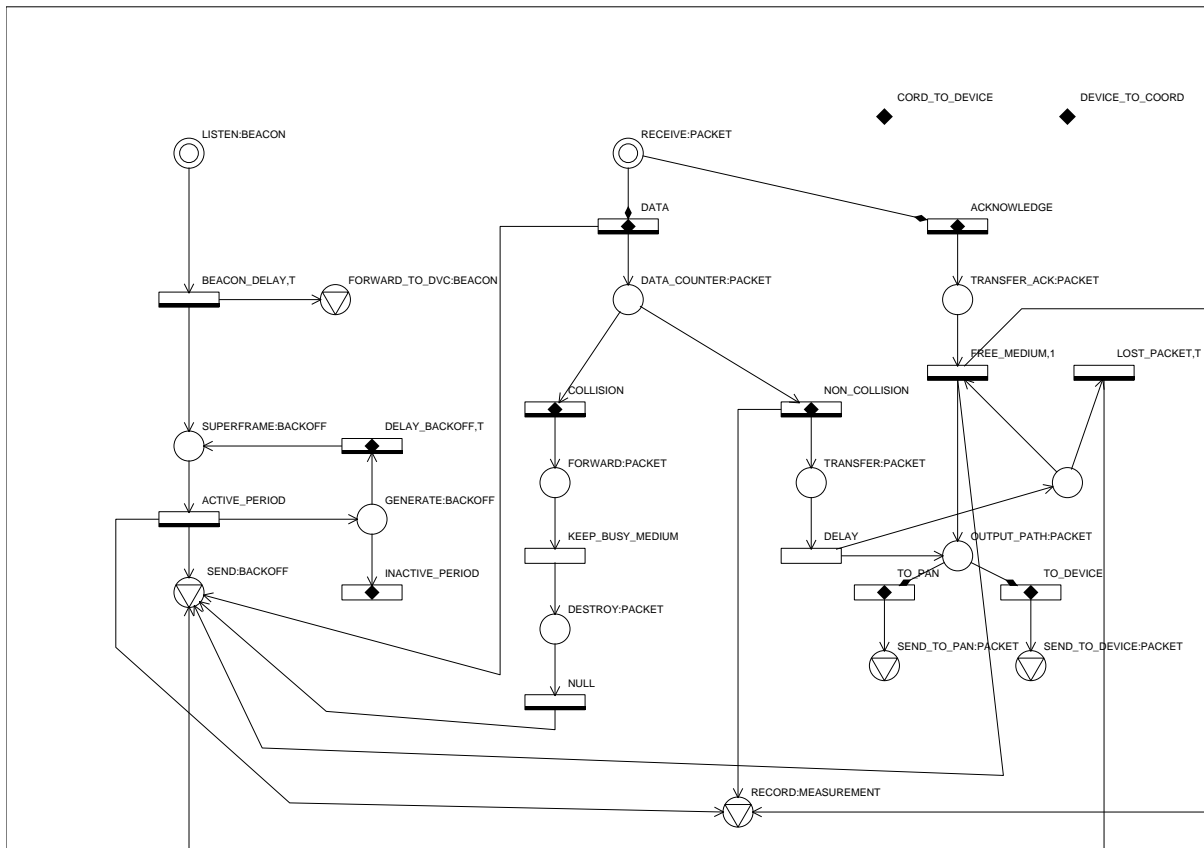 CORD_TO_DEVICE
DEVICE_TO_COORD
LISTEN:BEACON
RECEIVE:PACKET
DATA
ACKNOWLEDGE
BEACON_DELAY,T
FORWARD_TO_DVC:BEACON
DATA_COUNTER:PACKET
TRANSFER_ACK:PACKET
FREE_MEDIUM,1
LOST_PACKET,T
COLLISION
NON_COLLISION
SUPERFRAME:BACKOFF
DELAY_BACKOFF,T
FORWARD:PACKET
TRANSFER:PACKET
ACTIVE_PERIOD
GENERATE:BACKOFF
KEEP_BUSY_MEDIUM
DELAY
OUTPUT_PATH:PACKET
SEND:BACKOFF
INACTIVE_PERIOD
TO_PAN
TO_DEVICE
DESTROY:PACKET
SEND_TO_PAN:PACKET
SEND_TO_DEVICE:PACKET
NULL
RECORD:MEASUREMENT